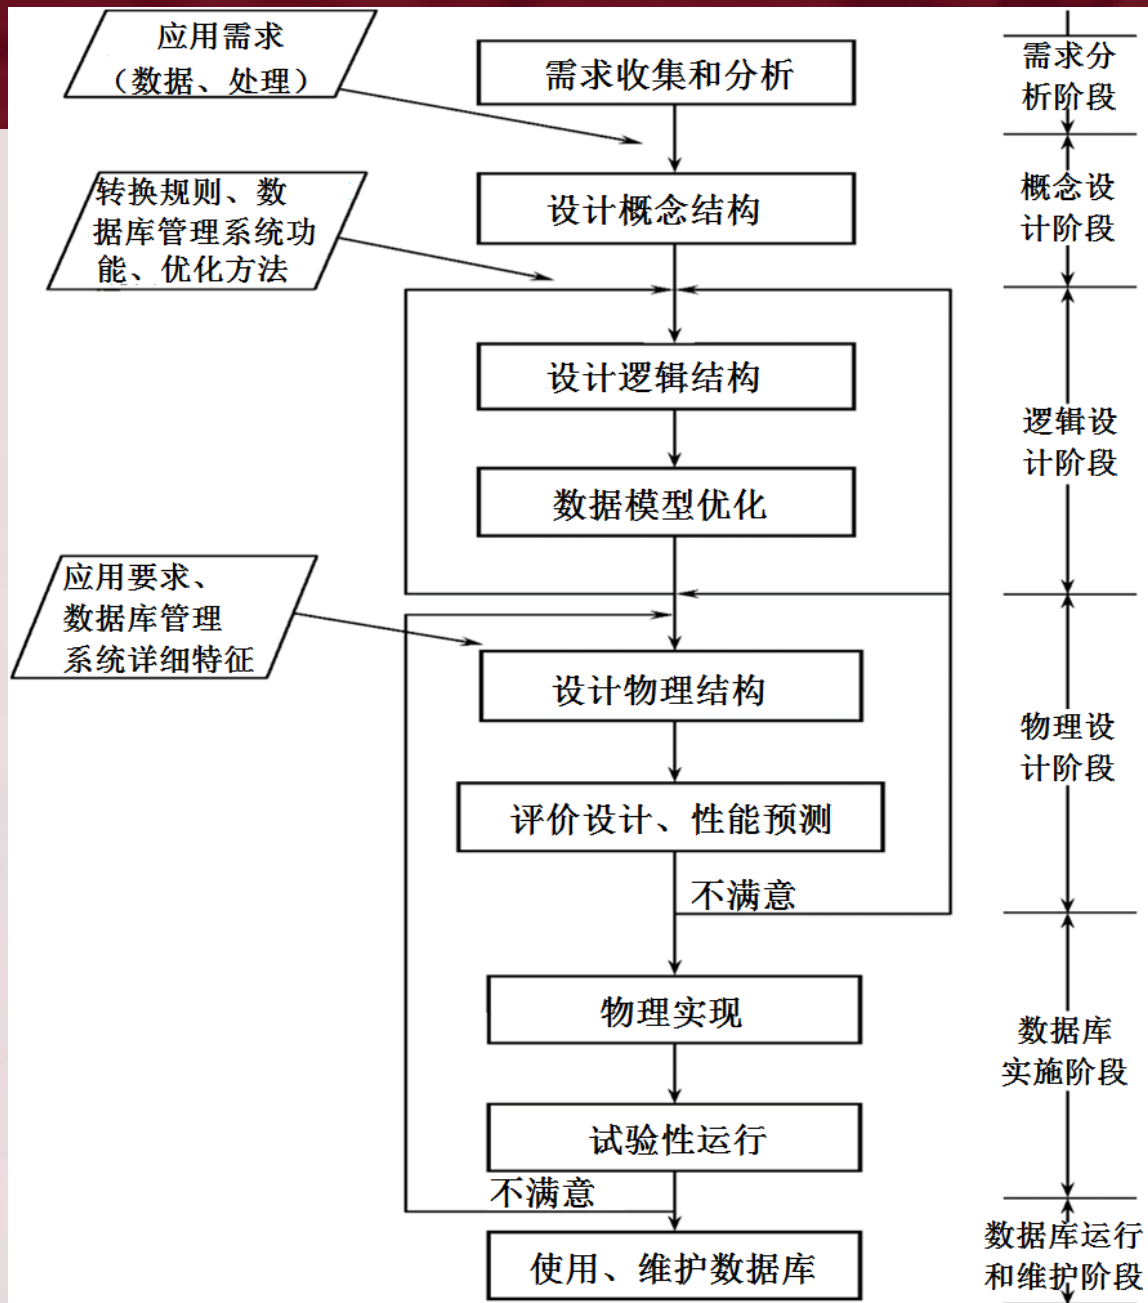 应用需求
（数据、处理）
需求收集和分析
需求分
析阶段
转换规则、数
据库管理系统功
能、优化方法
设计概念结构
概念设
计阶段
设计逻辑结构
数据模型优化
逻辑设
计阶段
应用要求、
数据库管理
系统详细特征
设计物理结构
评价设计、性能预测
不满意
物理设
计阶段
物理实现
试验性运行
不满意
数据库
实施阶段
使用、维护数据库
数据库运行
和维护阶段